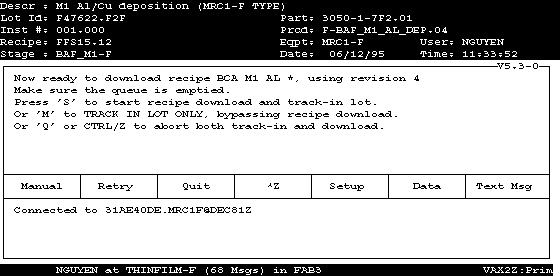 Descr : M1 Al/Cu deposition (MRC1-F TYPE)
Lot Id: F47622.F2F Part: 3050-1-7F2.01
Inst #: 001.000 Prcd: F-BAF_M1_AL_DEP.04
Recipe: FFS15.12 Eqpt: MRC1-F User: NGUYEN
Stage : BAF_M1-F Date: 06/12/95 Time: 11:33:52
V5.3-0
Now ready to download recipe BCA M1 AL *, using revision 4
Make sure the queue is emptied.
Press 'S' to start recipe download and track-in lot.
Or 'M' to TRACK IN LOT ONLY, bypassing recipe download.
Or 'Q' or CTRL/Z to abort both track-in and download.
Manual Retry Quit ^Z Setup Data Text Msg
Connected to 31AE40DE.MRC1F@DEC81Z
NGUYEN at THINFILM-F (68 Msgs) in FAB3 VAX2Z:Prim